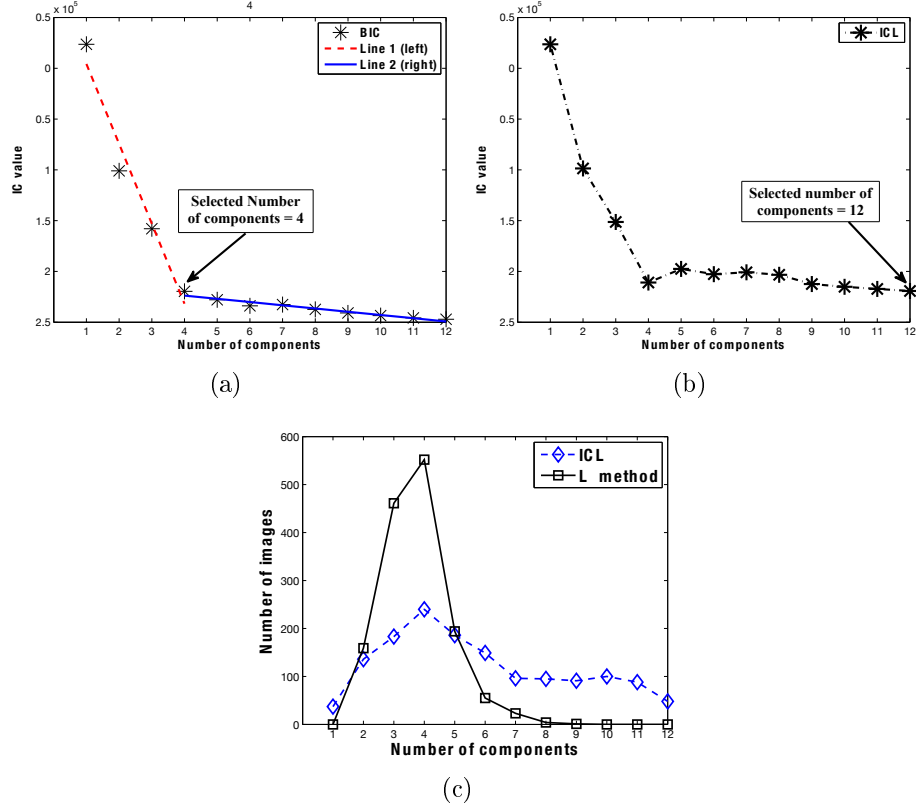 x 10⁵
4
0.5
0
0.5
1
1.5
2
2.5
IC value
1 2 3 4 5 6 7 8 9 10 11 12
Number of components
BIC
Line 1 (left)
Line 2 (right)
Selected Number
of components = 4
(a)
x 10⁵
0.5
0
0.5
1
1.5
2
2.5
IC value
1 2 3 4 5 6 7 8 9 10 11 12
Number of components
ICL
Selected number of
components = 12
(b)
600
500
400
300
200
100
0
Number of images
1 2 3 4 5 6 7 8 9 10 11 12
Number of components
ICL
L method
(c)